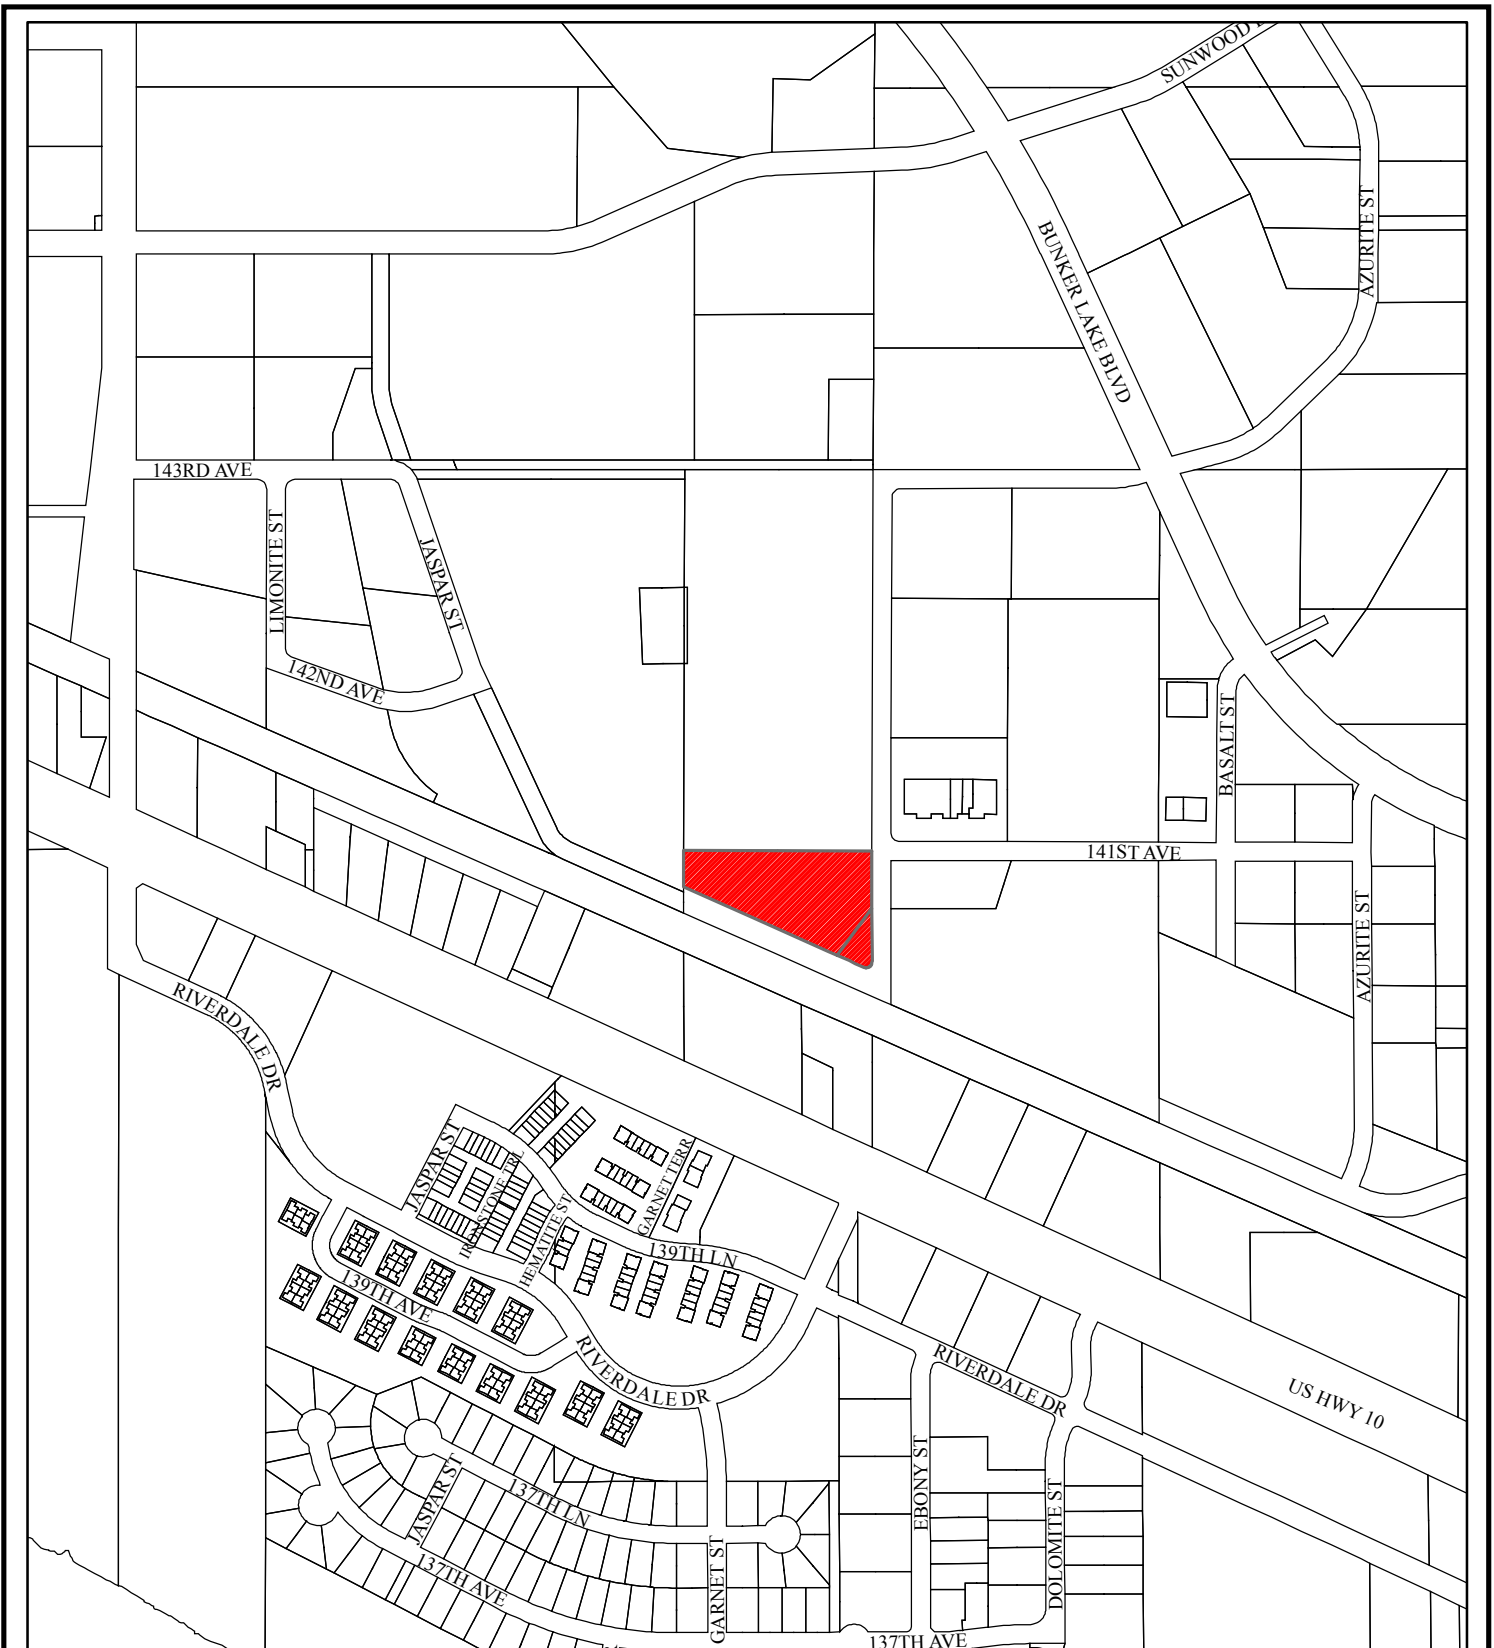 SUNWOOD
AZURITE ST
BUNKER LAKE BLVD
143RD AVE
LIMONITE ST
JASPAR ST
142ND AVE
BASALT ST
141ST AVE
AZURITE ST
RIVERDALE DR
JASPAR ST
IRONSTONE TRL
HEMATITE ST
GARNET TERR
139TH LN
139TH AVE
RIVERDALE DR
RIVERDALE DR
US HWY 10
EBONY ST
DOLOMITE ST
JASPAR ST
137TH LN
137TH AVE
GARNET ST
137TH AVE